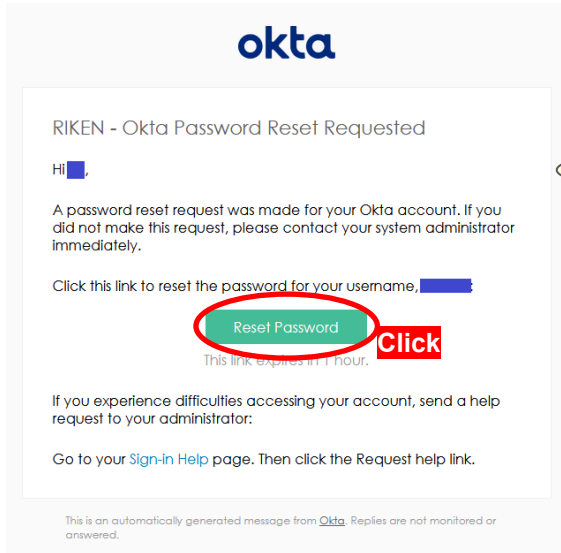 okta
RIKEN - Okta Password Reset Requested
Hi ,
A password reset request was made for your Okta account. If you
did not make this request, please contact your system administrator
immediately.
Click this link to reset the password for your username, :
Reset Password
Click
This link expires in 1 hour.
If you experience difficulties accessing your account, send a help
request to your administrator:
Go to your Sign-in Help page. Then click the Request help link.
This is an automatically generated message from Okta. Replies are not monitored or
answered.